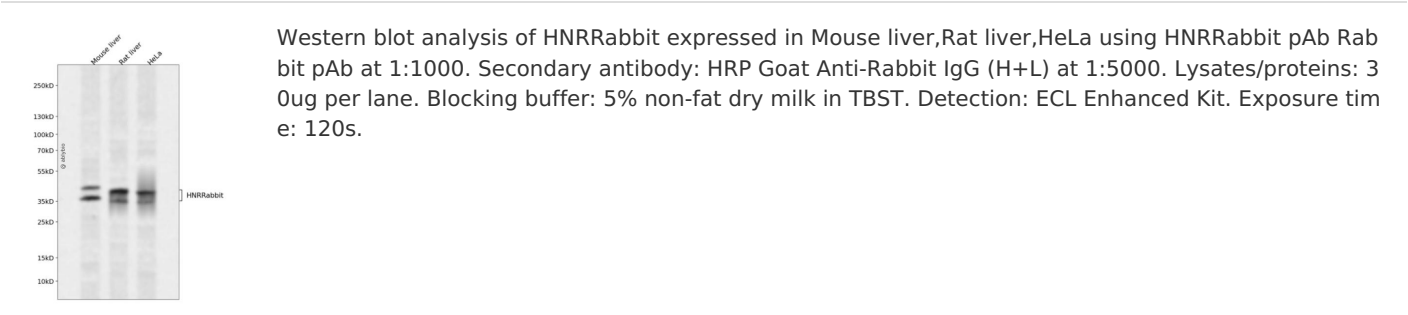 Mouse liver
Rat liver
HeLa
250kD
130kD
100kD
70kD
55kD
35kD
25kD
15kD
10kD
@ abybio
HNRRabbit
Western blot analysis of HNRRabbit expressed in Mouse liver,Rat liver,HeLa using HNRRabbit pAb Rab
bit pAb at 1:1000. Secondary antibody: HRP Goat Anti-Rabbit IgG (H+L) at 1:5000. Lysates/proteins: 3
0ug per lane. Blocking buffer: 5% non-fat dry milk in TBST. Detection: ECL Enhanced Kit. Exposure tim
e: 120s.